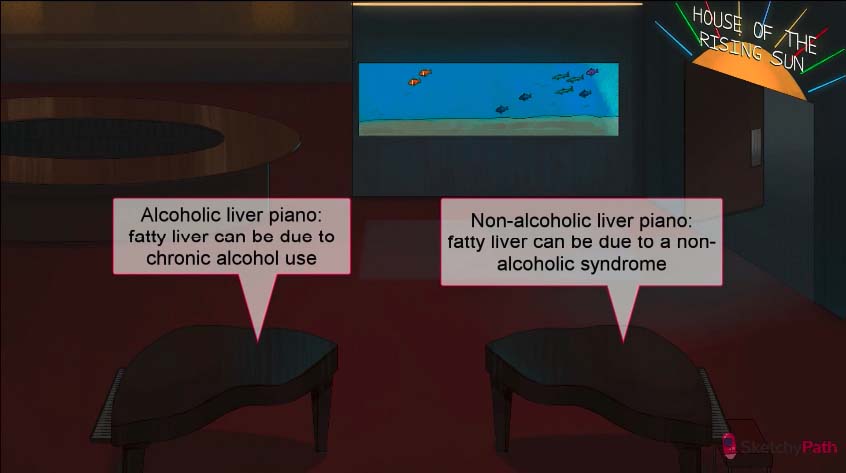 HOUSE OF THE
RISING SUN
Alcoholic liver piano:
fatty liver can be due to
chronic alcohol use
Non-alcoholic liver piano:
fatty liver can be due to a non-
alcoholic syndrome
SketchyPath